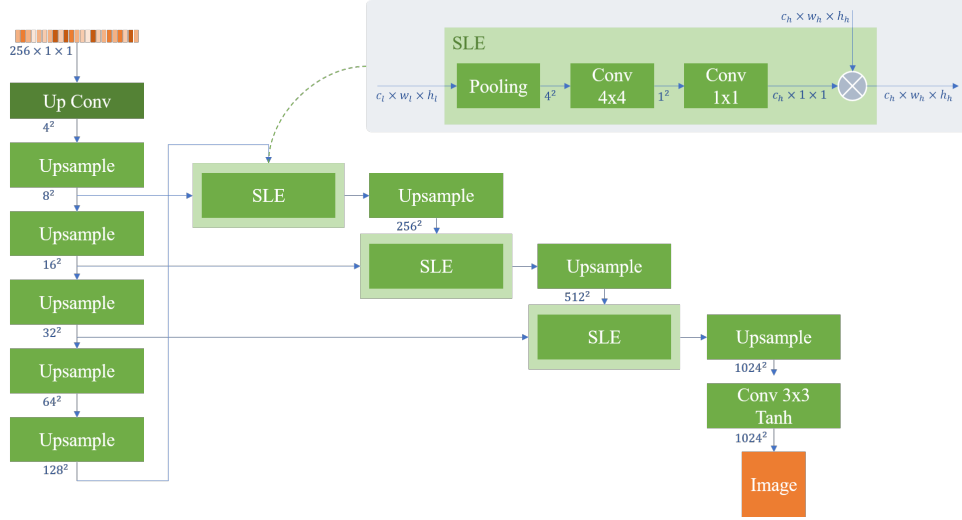 256 × 1 × 1
Up Conv
4²
Upsample
8²
Upsample
16²
Upsample
32²
Upsample
64²
Upsample
128²
c_h × w_h × h_h
SLE
c_l × w_l × h_l
Pooling
4²
Conv
4x4
1²
Conv
1x1
c_h × 1 × 1
c_h × w_h × h_h
SLE
Upsample
256²
SLE
Upsample
512²
SLE
Upsample
1024²
Conv 3x3
Tanh
1024²
Image